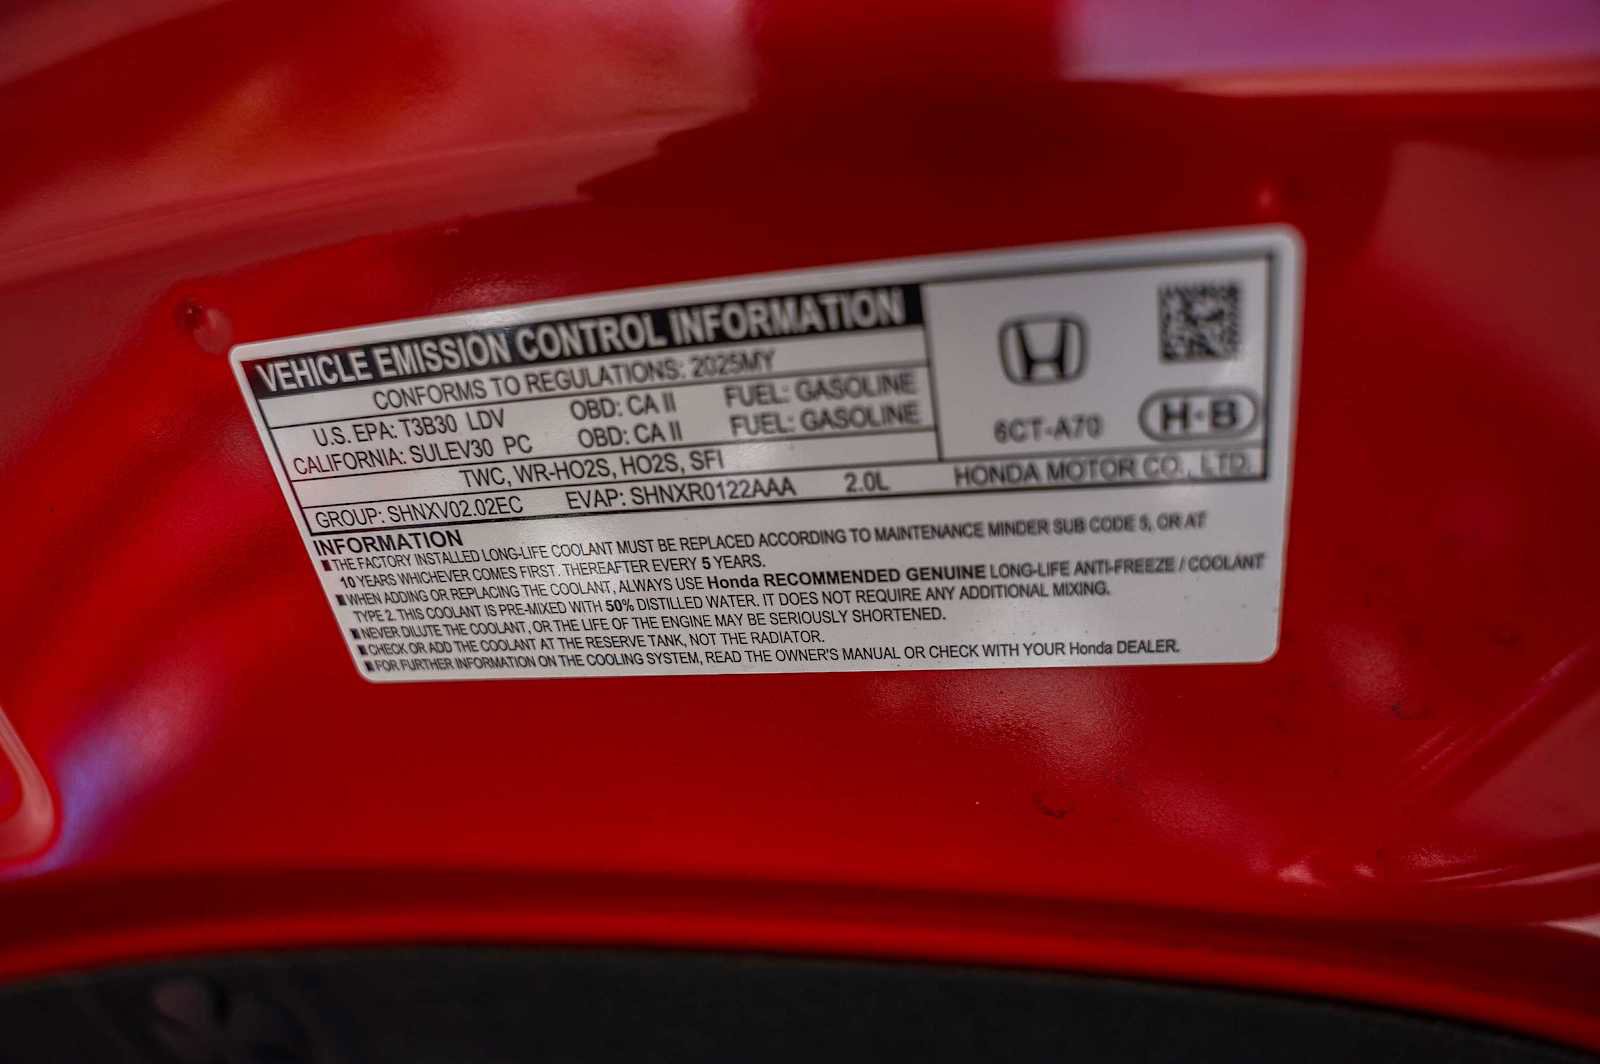 VEHICLE EMISSION CONTROL INFORMATION
CONFORMS TO REGULATIONS: 2025MY
U.S. EPA: T3B30 LDV OBD: CA II FUEL: GASOLINE
CALIFORNIA: SULEV30 PC OBD: CA II FUEL: GASOLINE
TWC, WR-HO2S, HO2S, SFI
GROUP: SHNXV02.02EC EVAP: SHNXR0122AAA 2.0L HONDA MOTOR CO., LTD.
6CT-A70 H-B
INFORMATION
■ THE FACTORY INSTALLED LONG-LIFE COOLANT MUST BE REPLACED ACCORDING TO MAINTENANCE MINDER SUB CODE 5, OR AT
10 YEARS WHICHEVER COMES FIRST. THEREAFTER EVERY 5 YEARS.
■ WHEN ADDING OR REPLACING THE COOLANT, ALWAYS USE Honda RECOMMENDED GENUINE LONG-LIFE ANTI-FREEZE / COOLANT
TYPE 2. THIS COOLANT IS PRE-MIXED WITH 50% DISTILLED WATER. IT DOES NOT REQUIRE ANY ADDITIONAL MIXING.
■ NEVER DILUTE THE COOLANT, OR THE LIFE OF THE ENGINE MAY BE SERIOUSLY SHORTENED.
■ CHECK OR ADD THE COOLANT AT THE RESERVE TANK, NOT THE RADIATOR.
■ FOR FURTHER INFORMATION ON THE COOLING SYSTEM, READ THE OWNER'S MANUAL OR CHECK WITH YOUR Honda DEALER.